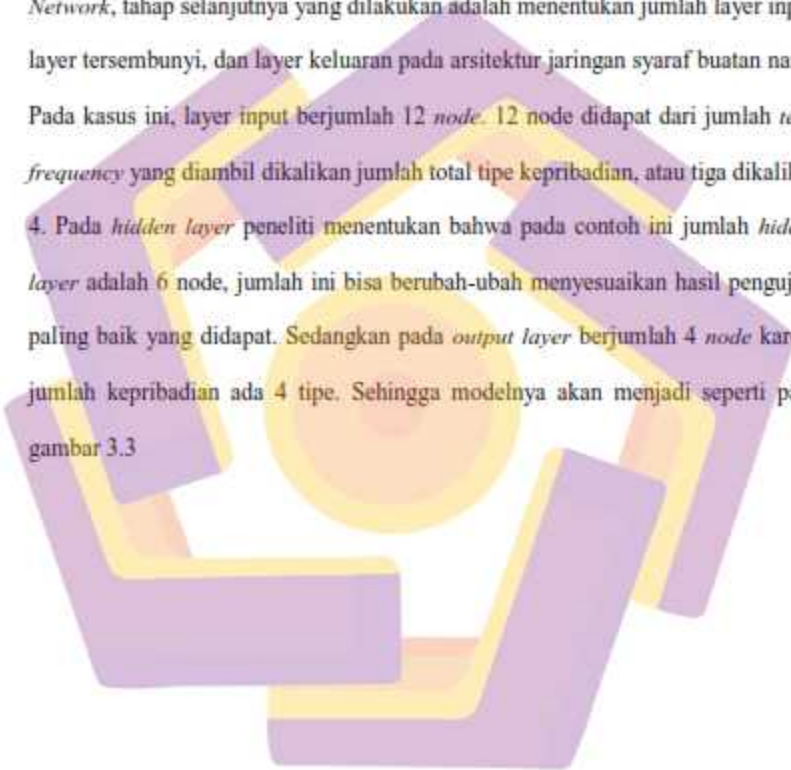 Network, tahap selanjutnya yang dilakukan adalah menentukan jumlah layer inp
layer tersembunyi, dan layer keluaran pada arsitektur jaringan syaraf buatan na
Pada kasus ini, layer input berjumlah 12 node. 12 node didapat dari jumlah te
frequency yang diambil dikalikan jumlah total tipe kepribadian, atau tiga dikali
4. Pada hidden layer peneliti menentukan bahwa pada contoh ini jumlah hid
layer adalah 6 node, jumlah ini bisa berubah-ubah menyesuaikan hasil penguj
paling baik yang didapat. Sedangkan pada output layer berjumlah 4 node kar
jumlah kepribadian ada 4 tipe. Sehingga modelnya akan menjadi seperti p
gambar 3.3